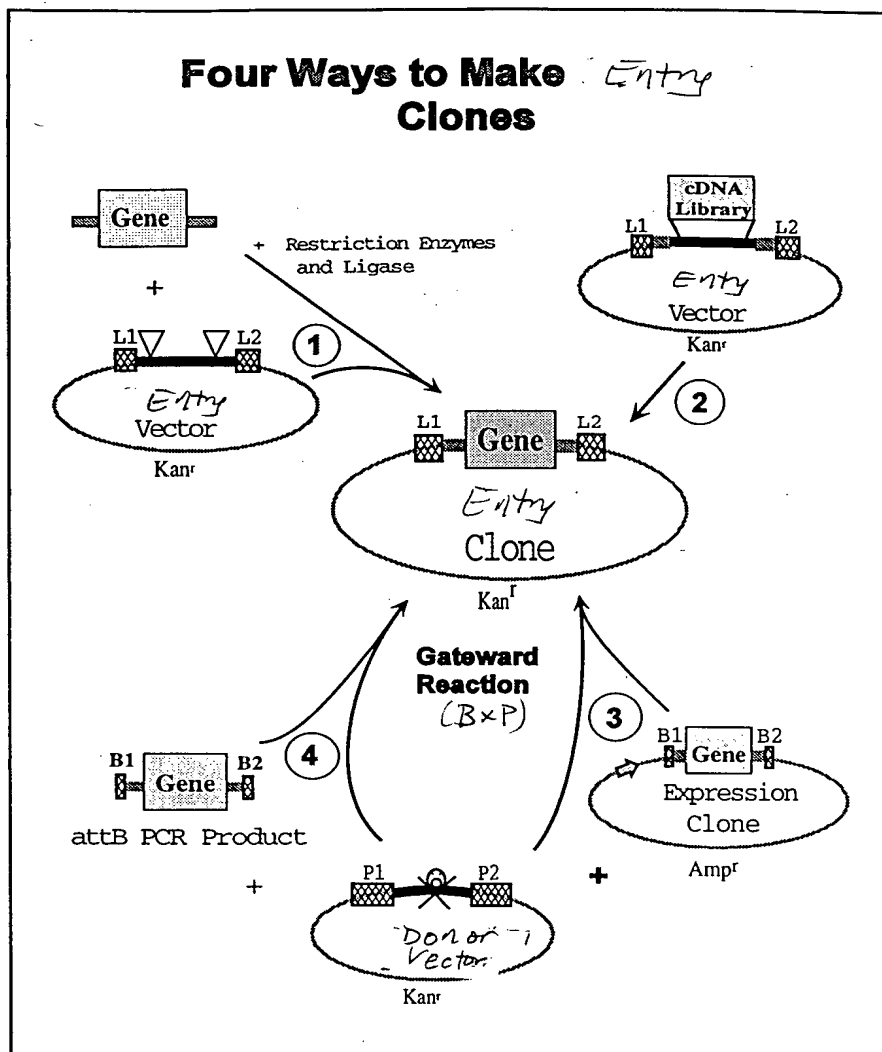 Four Ways to Make Entry
Clones
Gene
+ Restriction Enzymes
and Ligase
+
L1 L2
Entry
Vector
Kanr
1
cDNA
Library
L1 L2
Entry
Vector
Kanr
2
L1 Gene L2
Entry
Clone
Kanr
Gateward
Reaction
(B×P)
4
3
B1 Gene B2
attB PCR Product
+
P1 P2
Donor
Vector
Kanr
+
B1 Gene B2
Expression
Clone
Ampr